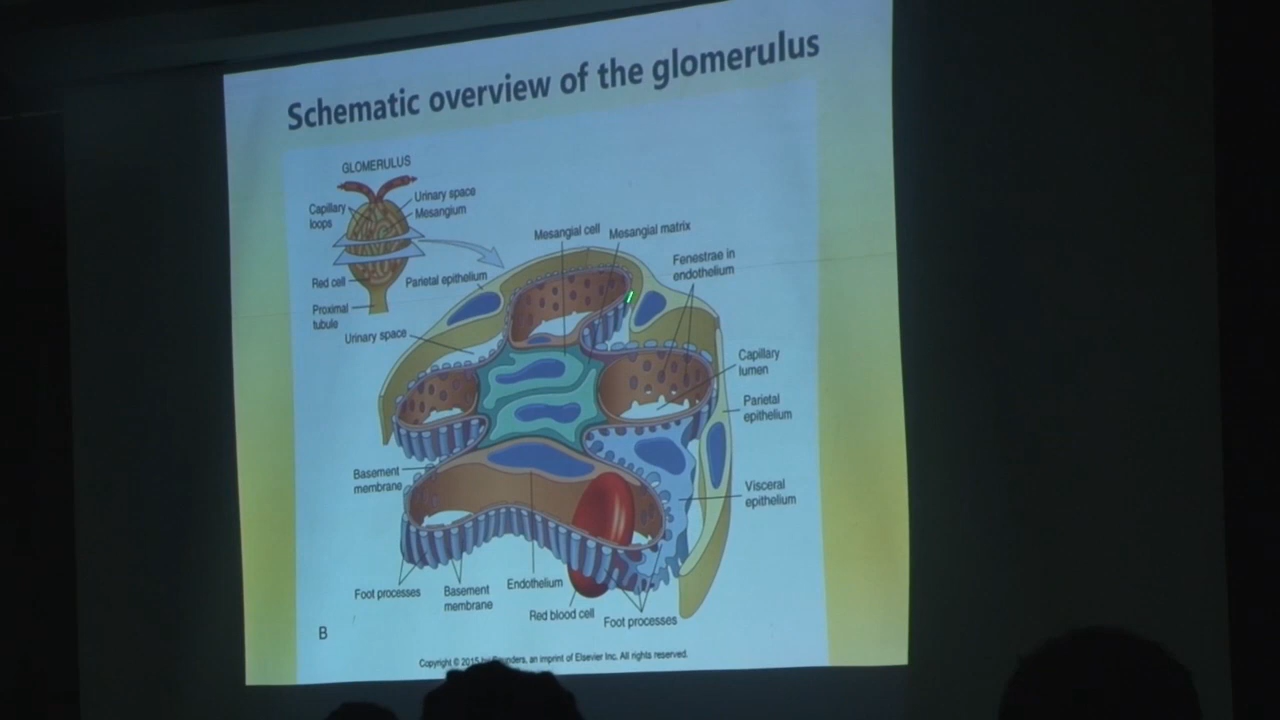 Schematic overview of the glomerulus
GLOMERULUS
Capillary
loops
Urinary space
Mesangium
Red cell
Proximal
tubule
Parietal epithelium
Urinary space
Mesangial cell
Mesangial matrix
Fenestrae in
endothelium
Capillary
lumen
Parietal
epithelium
Basement
membrane
Visceral
epithelium
Foot processes
Basement
membrane
Endothelium
Red blood cell
Foot processes
B
Copyright © 2015 by Saunders, an imprint of Elsevier Inc. All rights reserved.